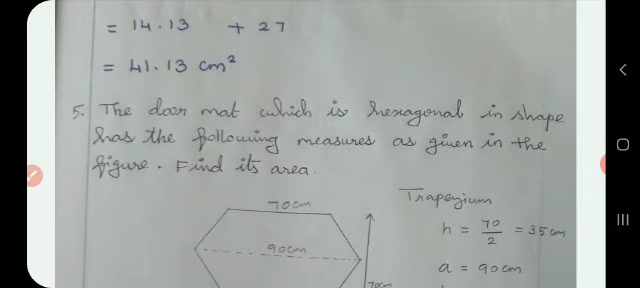 = 14.13 + 27
= 41.13 cm²
5. The door mat which is hexagonal in shape
has the following measures as given in the
figure. Find its area.
70cm
90cm
70cm
Trapezium
h = 70/2 = 35cm
a = 90cm